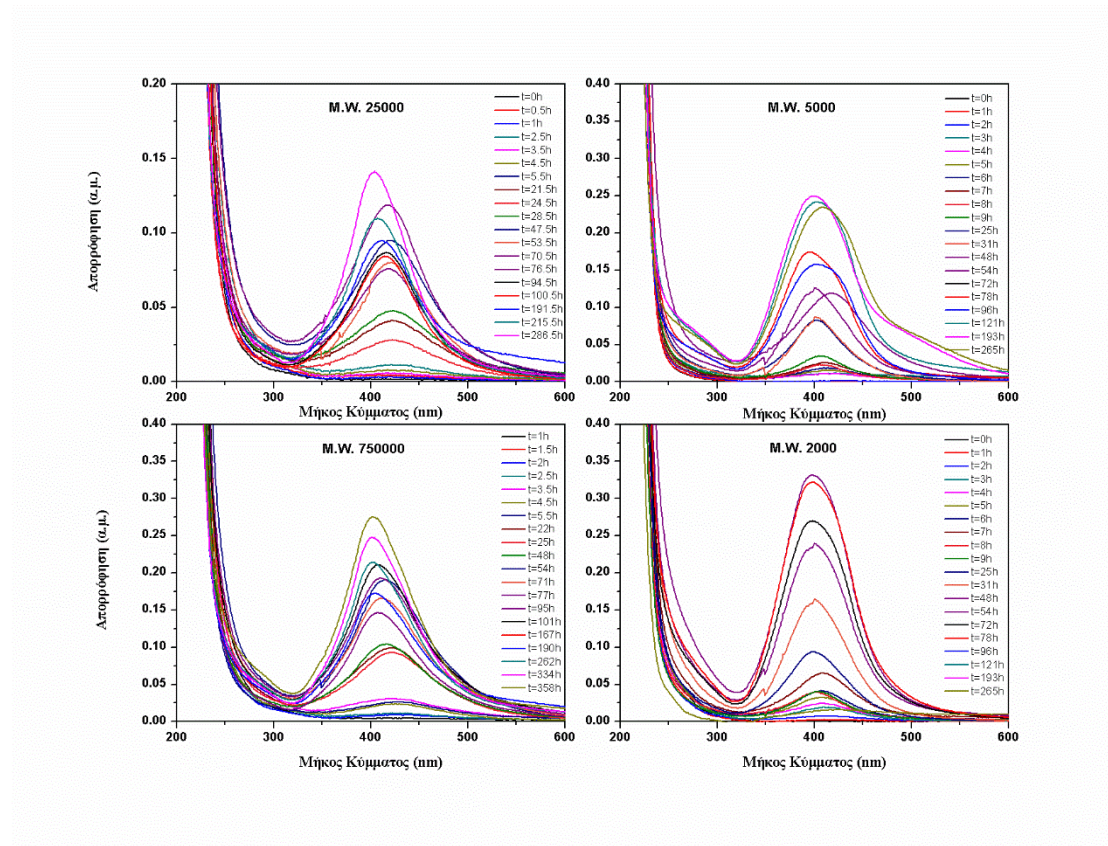 M.W. 25000
0.20
0.15
0.10
0.05
0.00
200
300
400
500
600
Απορρόφηση (α.μ.)
Μήκος Κύμματος (nm)
t=0h
t=0.5h
t=1h
t=2.5h
t=3.5h
t=4.5h
t=5.5h
t=21.5h
t=24.5h
t=28.5h
t=47.5h
t=53.5h
t=70.5h
t=76.5h
t=94.5h
t=100.5h
t=191.5h
t=215.5h
t=286.5h
M.W. 5000
0.40
0.35
0.30
0.25
0.20
0.15
0.10
0.05
0.00
200
300
400
500
600
Μήκος Κύμματος (nm)
t=0h
t=1h
t=2h
t=3h
t=4h
t=5h
t=6h
t=7h
t=8h
t=9h
t=25h
t=31h
t=48h
t=54h
t=72h
t=78h
t=96h
t=121h
t=193h
t=265h
M.W. 750000
0.40
0.35
0.30
0.25
0.20
0.15
0.10
0.05
0.00
200
300
400
500
600
Απορρόφηση (α.μ.)
Μήκος Κύμματος (nm)
t=1h
t=1.5h
t=2h
t=2.5h
t=3.5h
t=4.5h
t=5.5h
t=22h
t=25h
t=48h
t=54h
t=71h
t=77h
t=95h
t=101h
t=167h
t=190h
t=262h
t=334h
t=358h
M.W. 2000
0.40
0.35
0.30
0.25
0.20
0.15
0.10
0.05
0.00
200
300
400
500
600
Μήκος Κύμματος (nm)
t=0h
t=1h
t=2h
t=3h
t=4h
t=5h
t=6h
t=7h
t=8h
t=9h
t=25h
t=31h
t=48h
t=54h
t=72h
t=78h
t=96h
t=121h
t=193h
t=265h